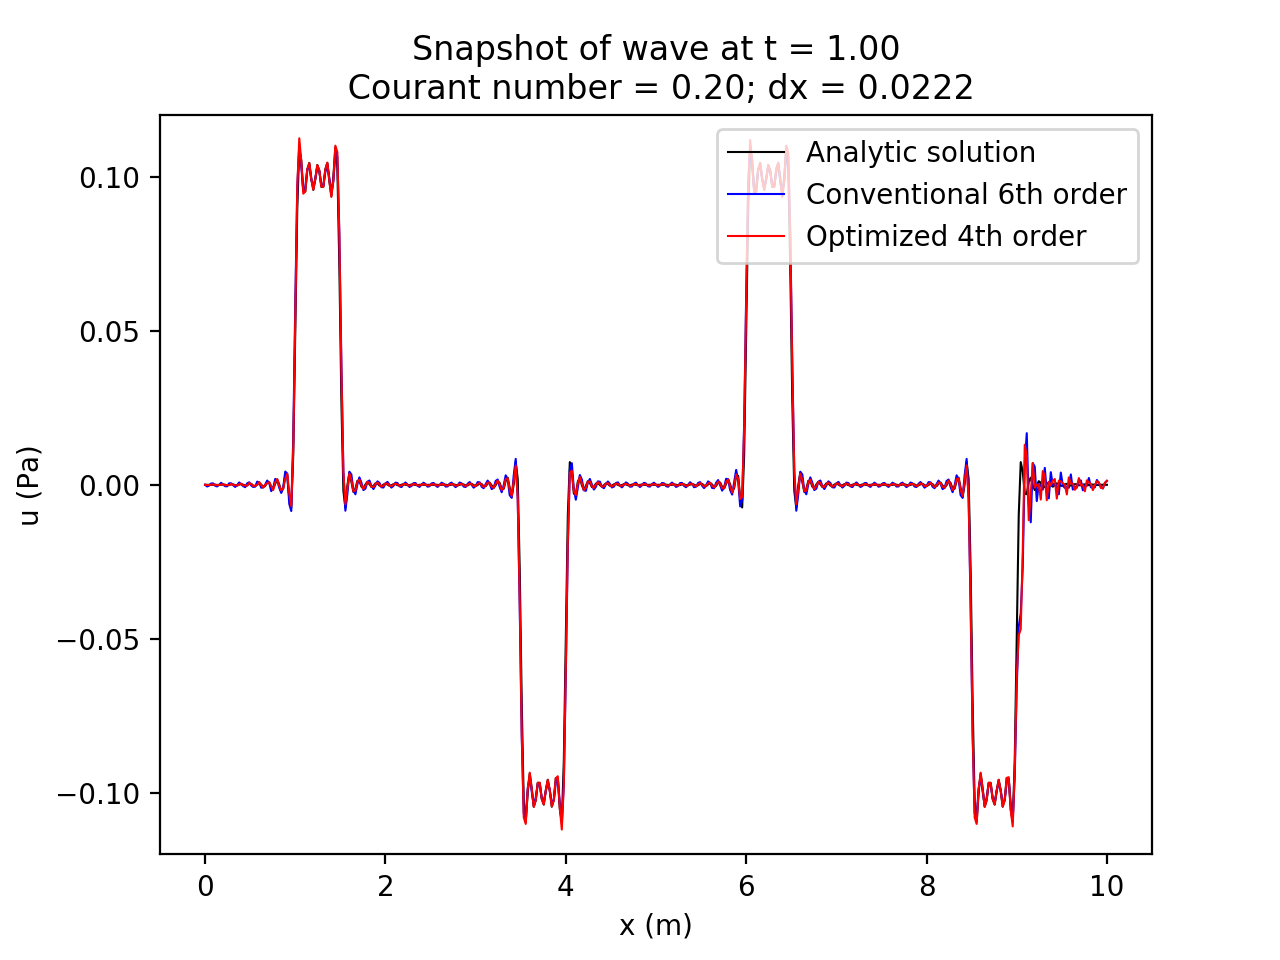 Snapshot of wave at t = 1.00
Courant number = 0.20; dx = 0.0222
Analytic solution
Conventional 6th order
Optimized 4th order
0.10
0.05
0.00
−0.05
−0.10
u (Pa)
0 2 4 6 8 10
x (m)